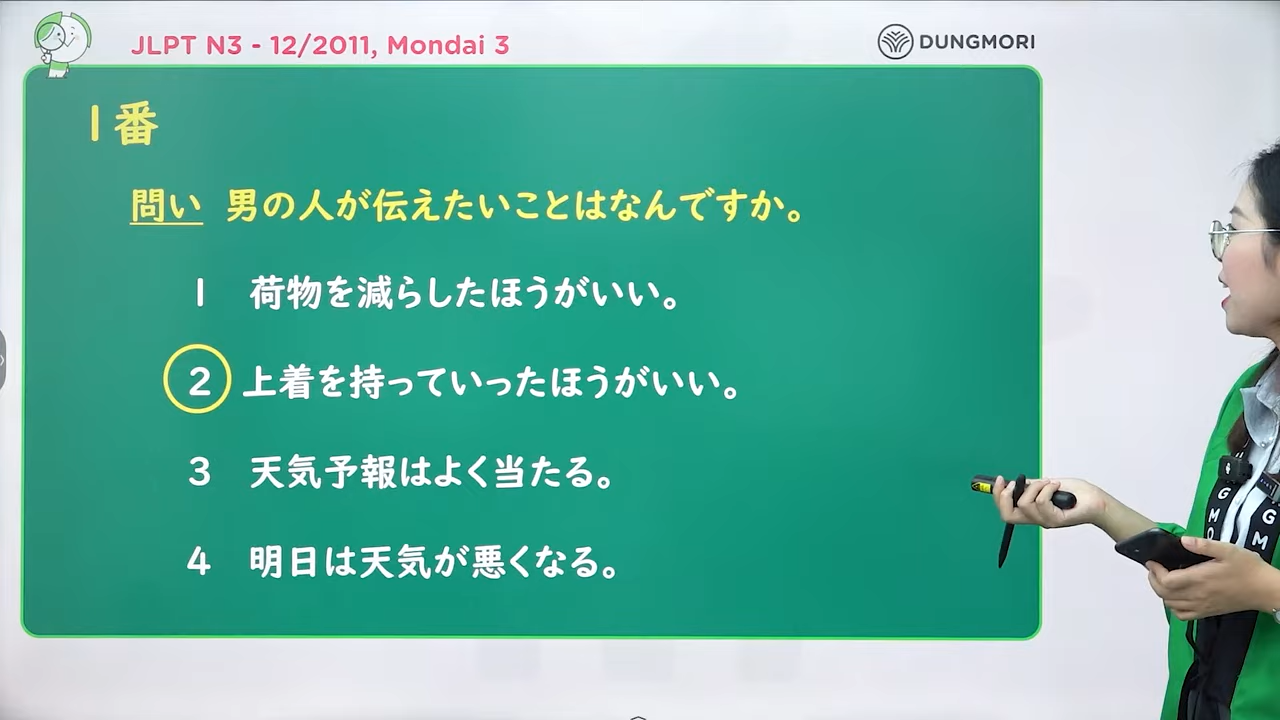 JLPT N3 - 12/2011, Mondai 3
DUNGMORI
1番
問い 男の人が伝えたいことはなんですか。
1 荷物を減らしたほうがいい。
2 上着を持っていったほうがいい。
3 天気予報はよく当たる。
4 明日は天気が悪くなる。